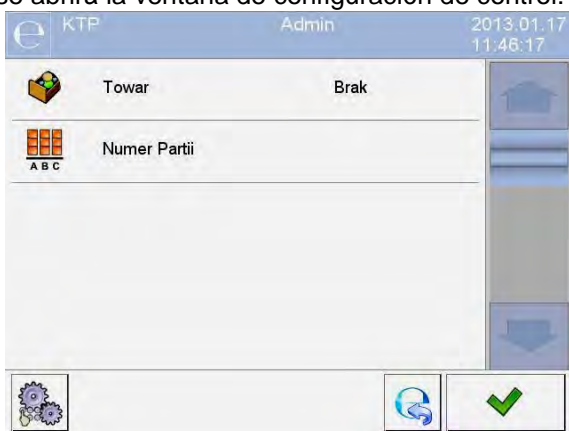 se abrirá la ventana de configuración de control.
e KTP Admin 2013.01.17
11:46:17
Towar Brak
Numer Partii
A B C